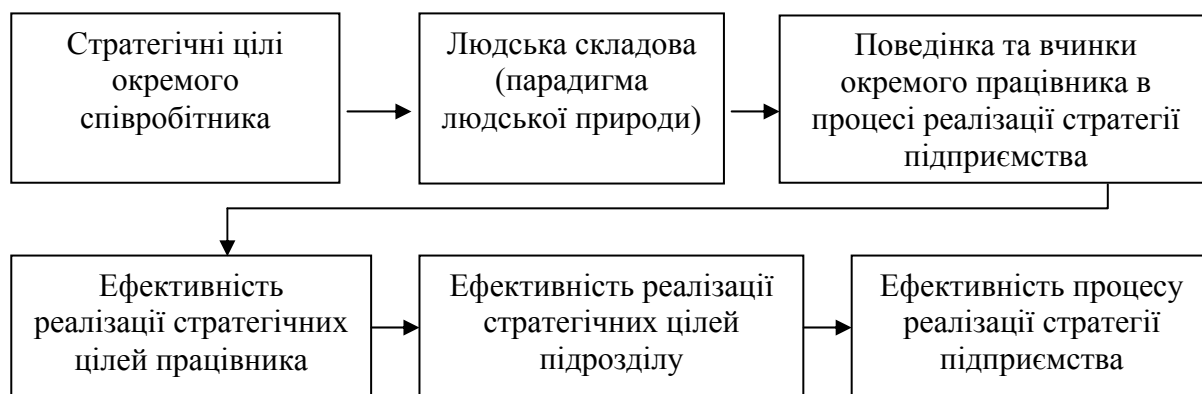 Стратегічні цілі
окремого
співробітника
Людська складова
(парадигма
людської природи)
Поведінка та вчинки
окремого працівника в
процесі реалізації стратегії
підприємства
Ефективність
реалізації стратегічних
цілей працівника
Ефективність реалізації
стратегічних цілей
підрозділу
Ефективність процесу
реалізації стратегії
підприємства